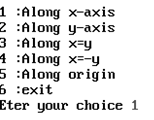 1 :Along x-axis
2 :Along y-axis
3 :Along x=y
4 :Along x=-y
5 :Along origin
6 :exit
Eter your choice 1